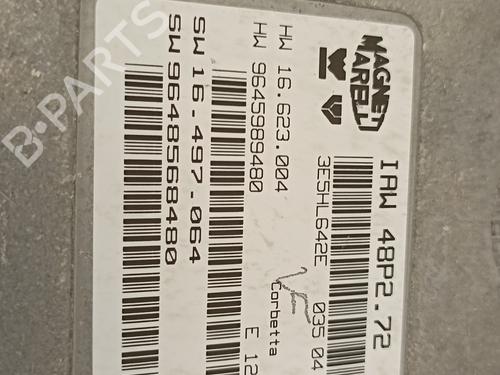 MAGNETI
MARELLI
IAW 48P2.72
3E5HL642E 035 04
HW 16.623.004
HW 9645989480
Corbetta
SW 16-497-064
SW 9648568480
E 12
B-PARTS